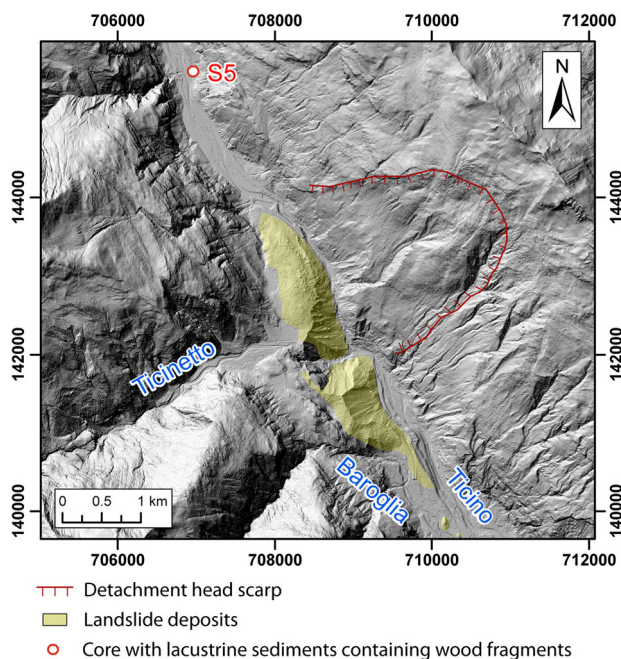 706000 708000 710000 712000
S5
N
144000 144000
142000 142000
Ticinetto
Baroglia
Ticino
0 0.5 1 km
140000 140000
706000 708000 710000 712000
Detachment head scarp
Landslide deposits
Core with lacustrine sediments containing wood fragments